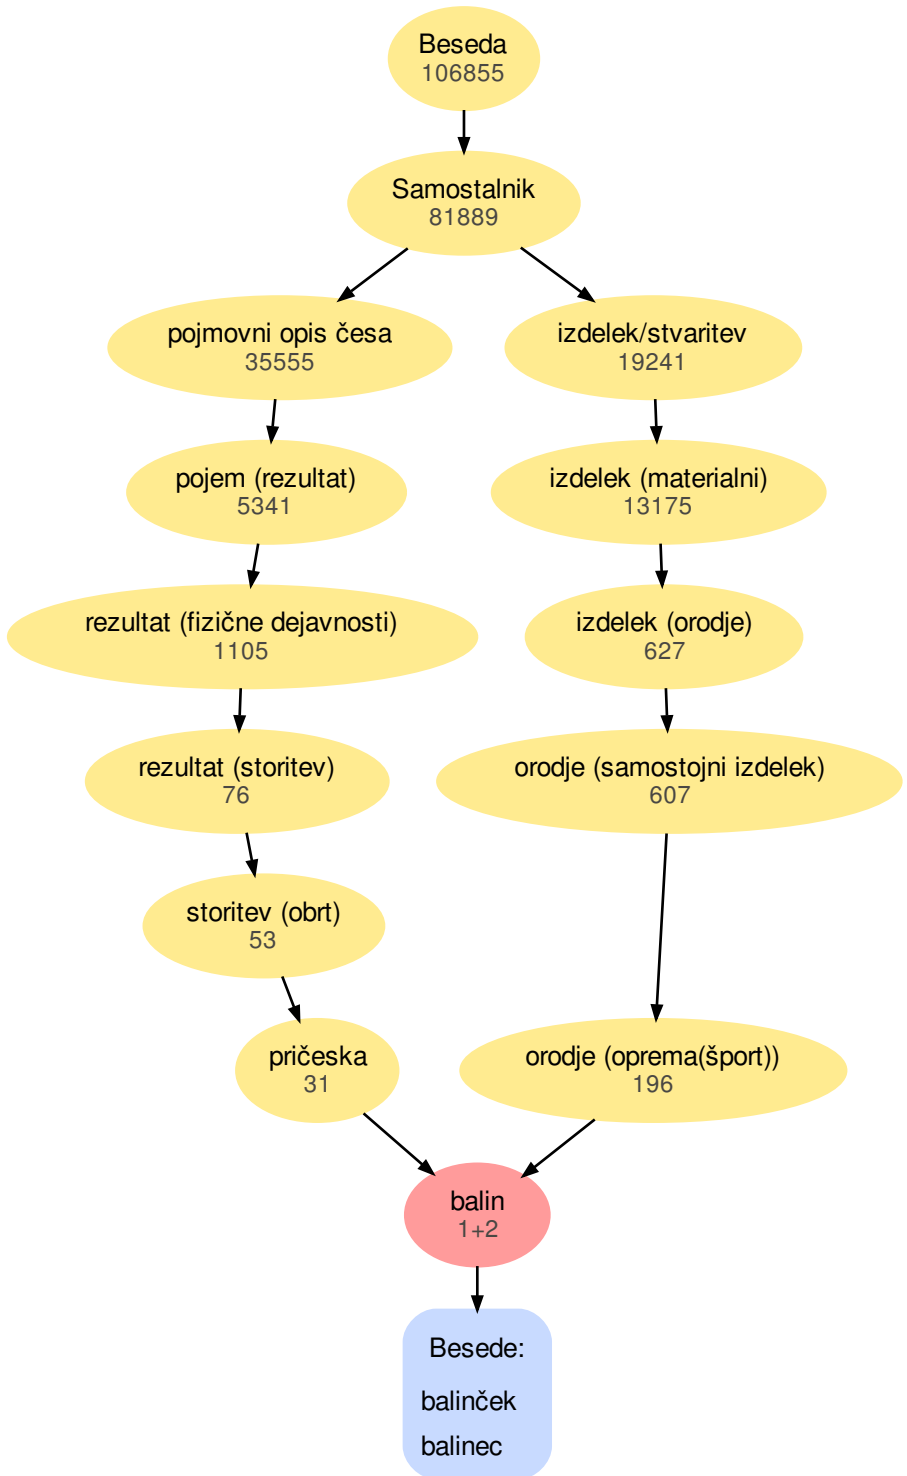 Beseda
106855
Samostalnik
81889
pojmovni opis česa
35555
izdelek/stvaritev
19241
pojem (rezultat)
5341
izdelek (materialni)
13175
rezultat (fizične dejavnosti)
1105
izdelek (orodje)
627
rezultat (storitev)
76
orodje (samostojni izdelek)
607
storitev (obrt)
53
pričeska
31
orodje (oprema(šport))
196
balin
1+2
Besede:
balinček
balinec